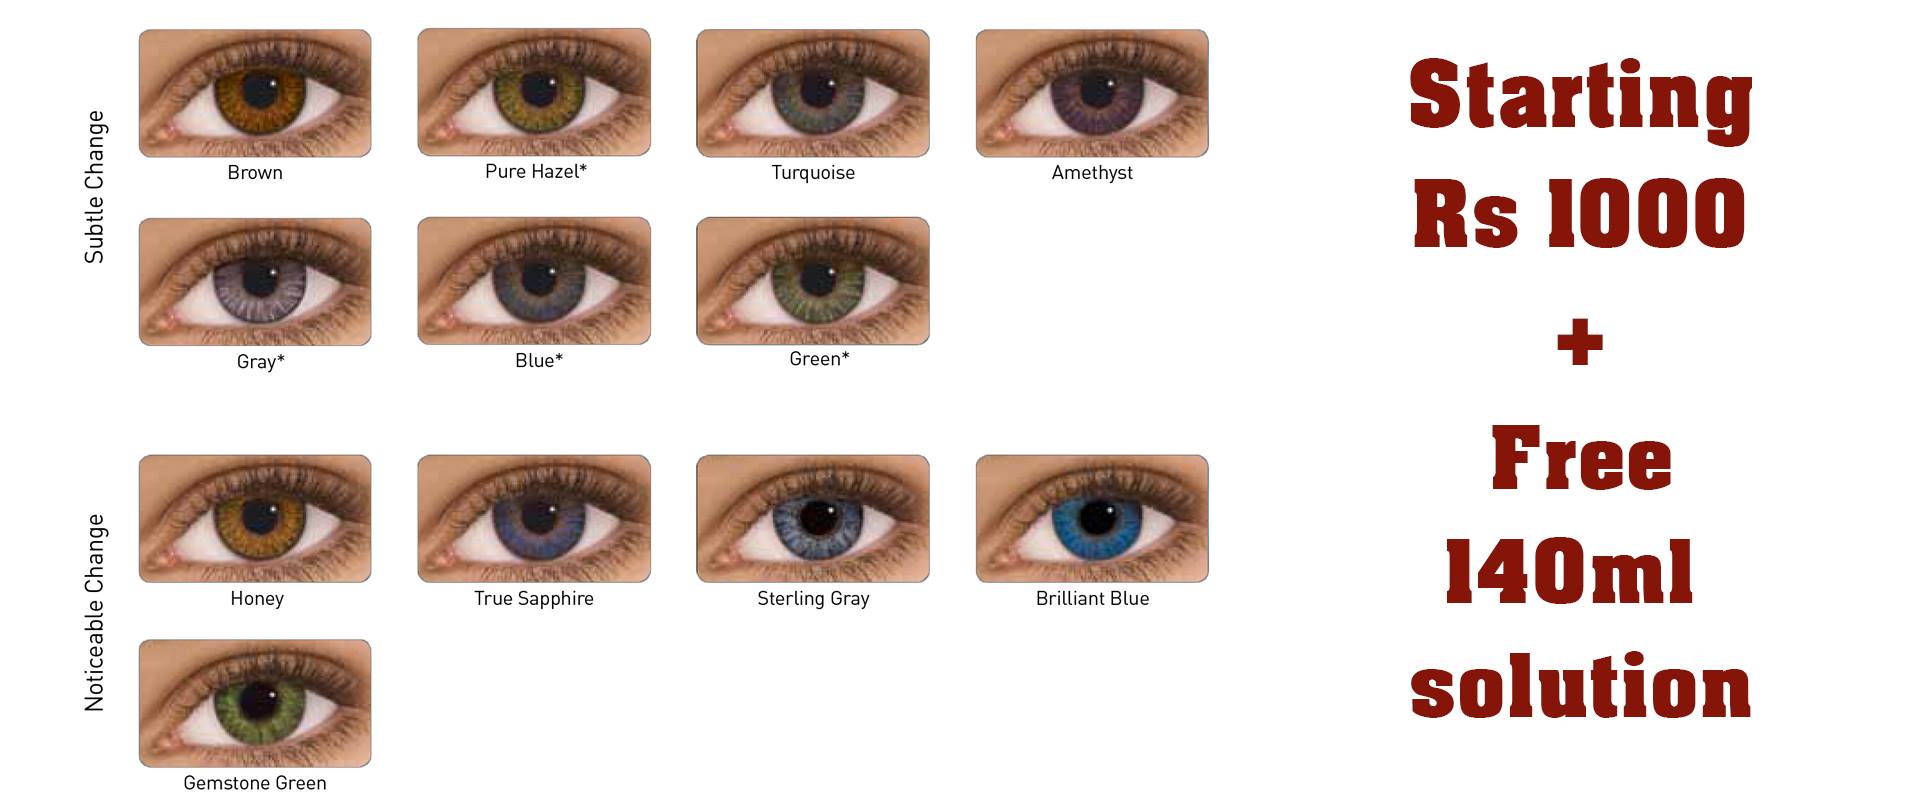 Subtle Change
Brown
Pure Hazel*
Turquoise
Amethyst
Gray*
Blue*
Green*
Noticeable Change
Honey
True Sapphire
Sterling Gray
Brilliant Blue
Gemstone Green
Starting
Rs 1000
+
Free
140ml
solution